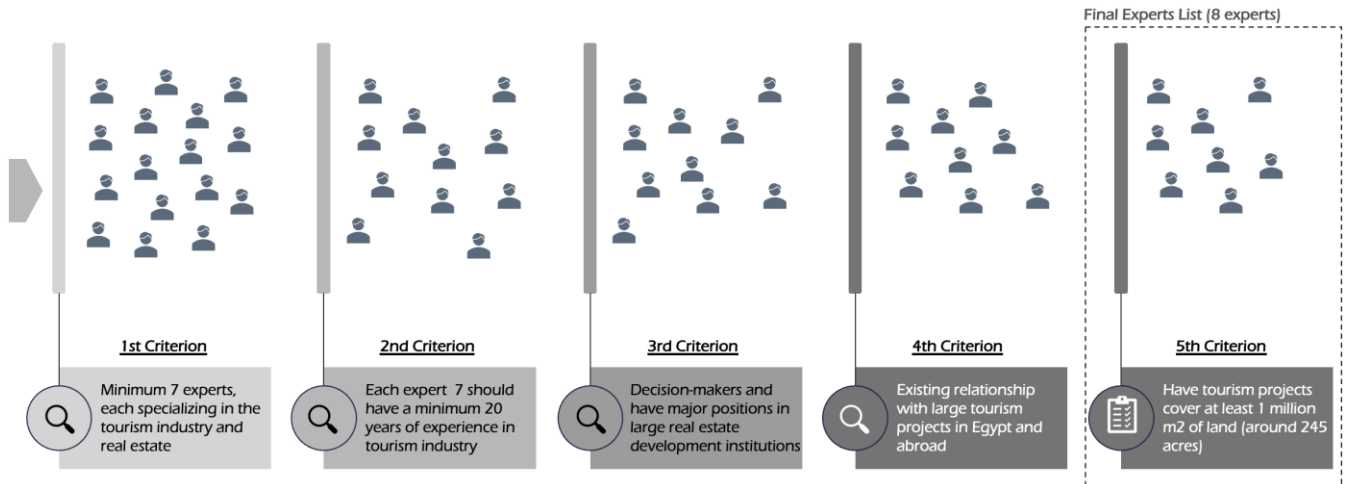 Final Experts List (8 experts)
1st Criterion
Minimum 7 experts,
each specializing in the
tourism industry and
real estate
2nd Criterion
Each expert 7 should
have a minimum 20
years of experience in
tourism industry
3rd Criterion
Decision-makers and
have major positions in
large real estate
development institutions
4th Criterion
Existing relationship
with large tourism
projects in Egypt and
abroad
5th Criterion
Have tourism projects
cover at least 1 million
m2 of land (around 245
acres)